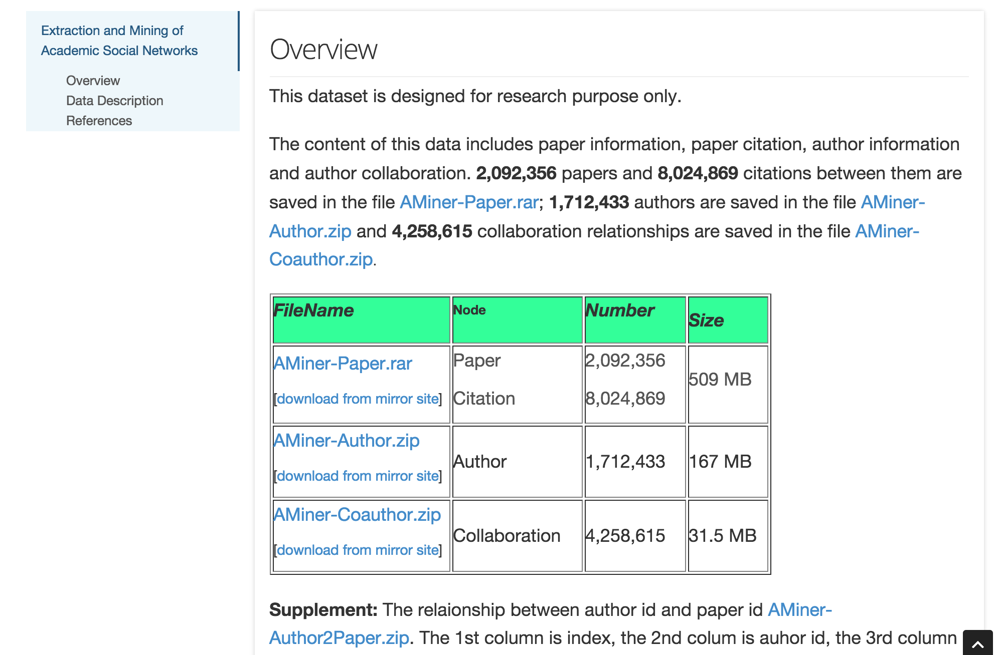 Extraction and Mining of
Academic Social Networks
Overview
Data Description
References
Overview
This dataset is designed for research purpose only.
The content of this data includes paper information, paper citation, author information
and author collaboration. 2,092,356 papers and 8,024,869 citations between them are
saved in the file AMiner-Paper.rar; 1,712,433 authors are saved in the file AMiner-
Author.zip and 4,258,615 collaboration relationships are saved in the file AMiner-
Coauthor.zip.
FileName Node Number Size
AMiner-Paper.rar Paper 2,092,356 509 MB
[download from mirror site] Citation 8,024,869
AMiner-Author.zip
Author 1,712,433 167 MB
[download from mirror site]
AMiner-Coauthor.zip
Collaboration 4,258,615 31.5 MB
[download from mirror site]
Supplement: The relaionship between author id and paper id AMiner-
Author2Paper.zip. The 1st column is index, the 2nd colum is auhor id, the 3rd column